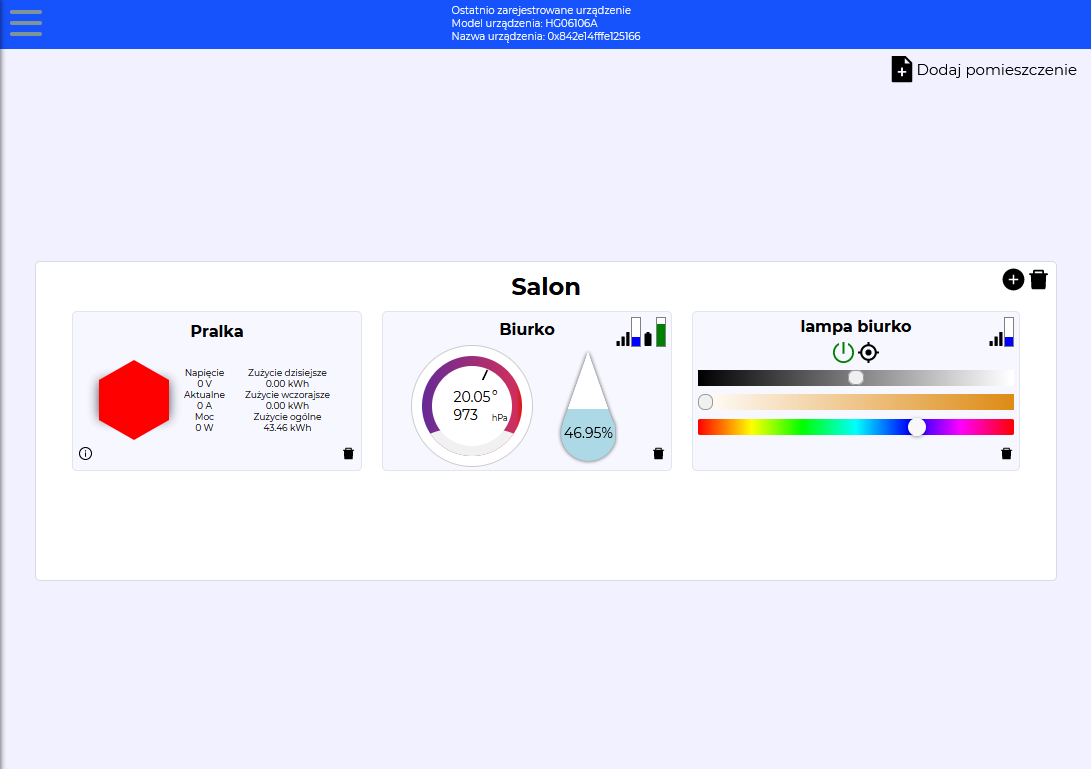 Ostatnio zarejestrowane urządzenie
Model urządzenia: HG06106A
Nazwa urządzenia: 0x842e14fffe125166
Dodaj pomieszczenie
Salon
Pralka
Napięcie
0 V
Aktualne
0 A
Moc
0 W
Zużycie dzisiejsze
0.00 kWh
Zużycie wczorajsze
0.00 kWh
Zużycie ogólne
43.46 kWh
Biurko
20.05°
973 hPa
46.95%
lampa biurko